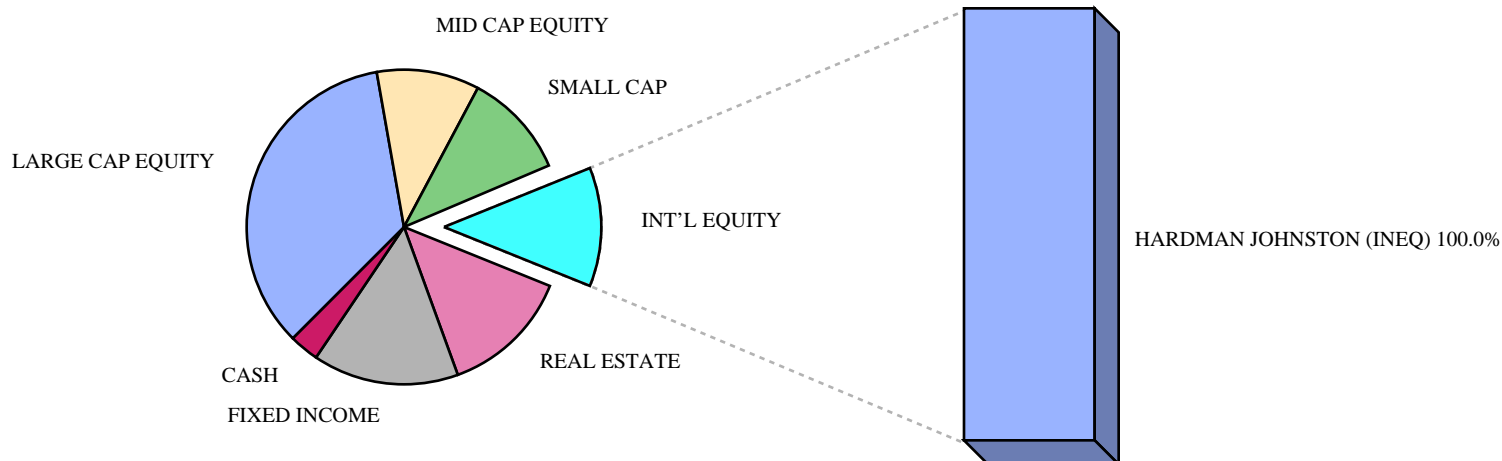 MID CAP EQUITY
SMALL CAP
LARGE CAP EQUITY
INT'L EQUITY
HARDMAN JOHNSTON (INEQ) 100.0%
REAL ESTATE
CASH
FIXED INCOME